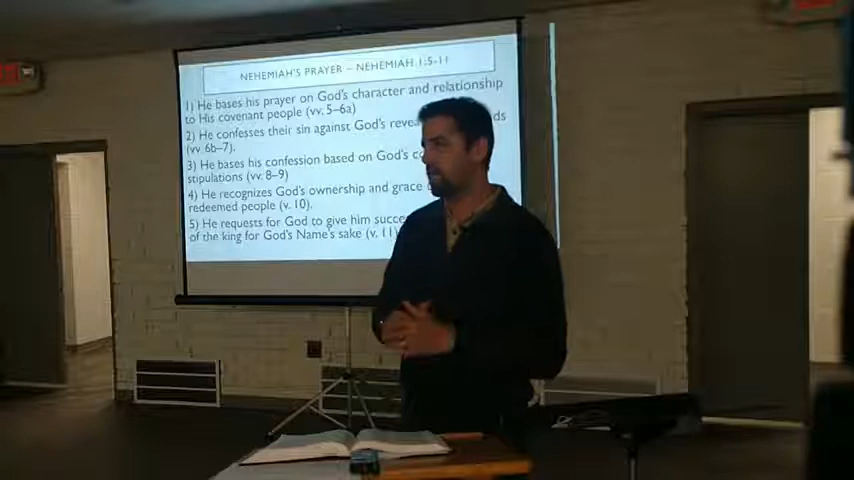 NEHEMIAH'S PRAYER – NEHEMIAH 1:5-11
1) He bases his prayer on God's character and relationship
to His covenant people (vv. 5–6a)
2) He confesses their sin against God's
(vv. 6b–7).
3) He bases his confession based on God's
stipulations (vv. 8–9)
4) He recognizes God's ownership and grace
redeemed people (v. 10).
5) He requests for God to give him
of the king for God's Name's sake (v. 11)